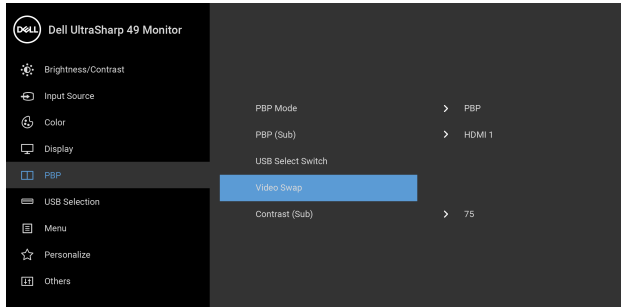 DELL Dell UltraSharp 49 Monitor
Brightness/Contrast
Input Source
Color
Display
PBP
USB Selection
Menu
Personalize
Others
PBP Mode > PBP
PBP (Sub) > HDMI 1
USB Select Switch
Video Swap
Contrast (Sub) > 75